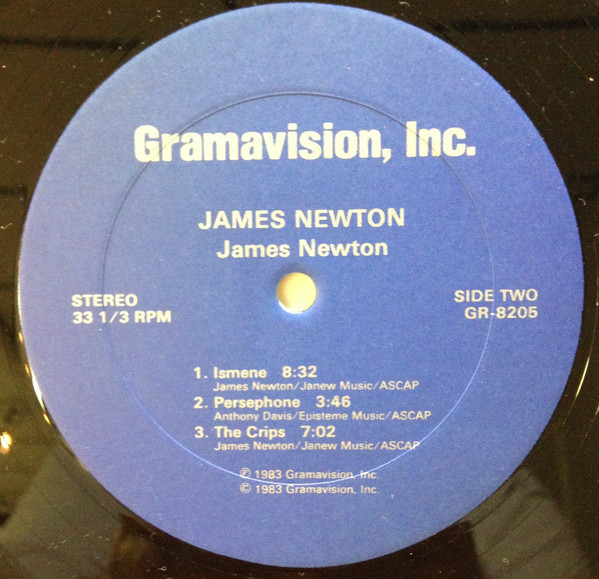 Gramavision, Inc.
JAMES NEWTON
James Newton
STEREO
33 1/3 RPM
SIDE TWO
GR-8205
1. Ismene 8:32
James Newton/Janew Music/ASCAP
2. Persephone 3:46
Anthony Davis/Episteme Music/ASCAP
3. The Crips 7:02
James Newton/Janew Music/ASCAP
℗ 1983 Gramavision, Inc.
© 1983 Gramavision, Inc.